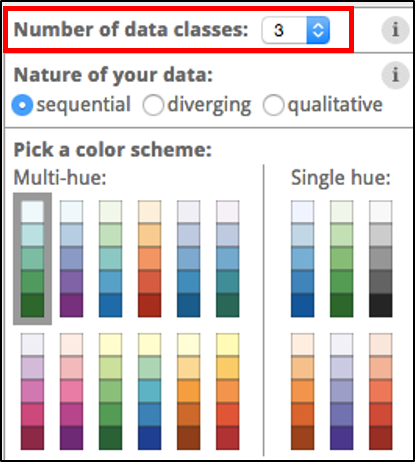 Number of data classes: 3 i
Nature of your data: i
sequential diverging qualitative
Pick a color scheme:
Multi-hue: Single hue: